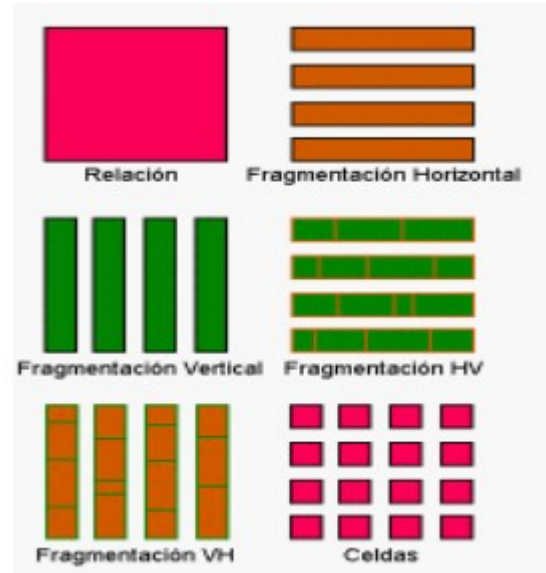 Relación
Fragmentación Horizontal
Fragmentación Vertical
Fragmentación HV
Fragmentación VH
Celdas